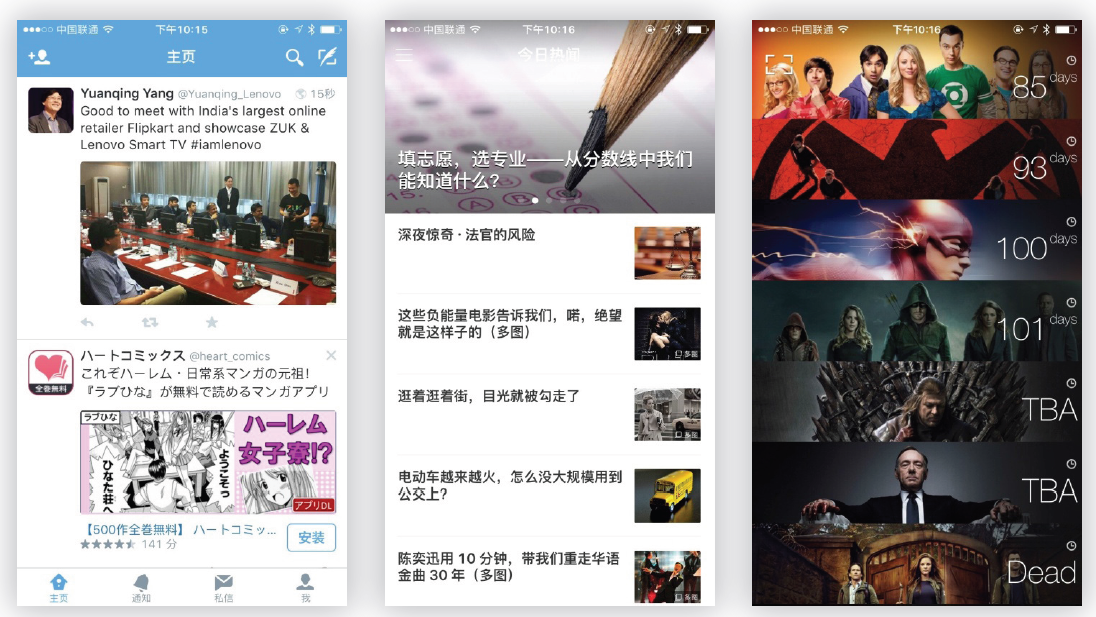 中国联通
下午10:15
主页
Yuanqing Yang @Yuanqing_Lenovo
15秒
Good to meet with India's largest online
retailer Flipkart and showcase ZUK &
Lenovo Smart TV #iamlenovo
ハートコミックス @heart_comics
これぞハーレム・日常系マンガの元祖!
『ラブひな』が無料で読めるマンガアプリ
全巻無料
ラブひな
ハーレム
女子寮!?
ようこそっ
ひなた荘へ
アプリDL
【500作全巻無料】 ハートコミッ...
141 分
安装
主页
通知
私信
我
中国联通
下午10:16
今日热闻
填志愿，选专业——从分数线中我们
能知道什么?
深夜惊奇 · 法官的风险
这些负能量电影告诉我们，喏，绝望
就是这样子的（多图）
多图
逛着逛着街，目光就被勾走了
多图
电动车越来越火，怎么没大规模用到
公交上?
陈奕迅用 10 分钟，带我们重走华语
金曲 30 年（多图）
多图
中国联通
下午10:16
85 days
93 days
100 days
101 days
TBA
TBA
Dead